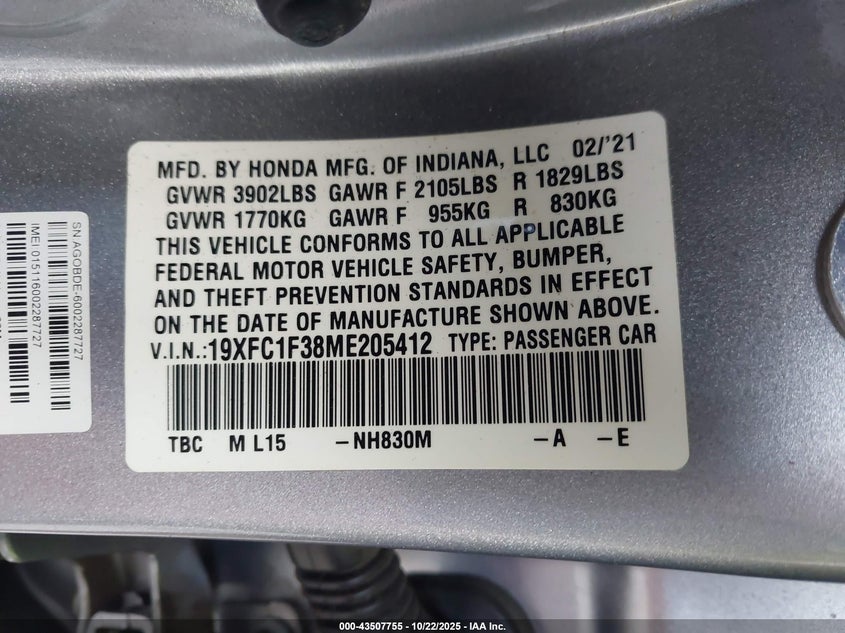 MFD. BY HONDA MFG. OF INDIANA, LLC 02/'21
GVWR 3902LBS GAWR F 2105LBS R 1829LBS
GVWR 1770KG GAWR F 955KG R 830KG
THIS VEHICLE CONFORMS TO ALL APPLICABLE
FEDERAL MOTOR VEHICLE SAFETY, BUMPER,
AND THEFT PREVENTION STANDARDS IN EFFECT
ON THE DATE OF MANUFACTURE SHOWN ABOVE.
V.I.N.:19XFC1F38ME205412 TYPE: PASSENGER CAR
TBC M L15 -NH830M -A -E
SN AGOBDE-6002287727
IMEI 015116002287727
000-43507755 - 10/22/2025 - IAA Inc.